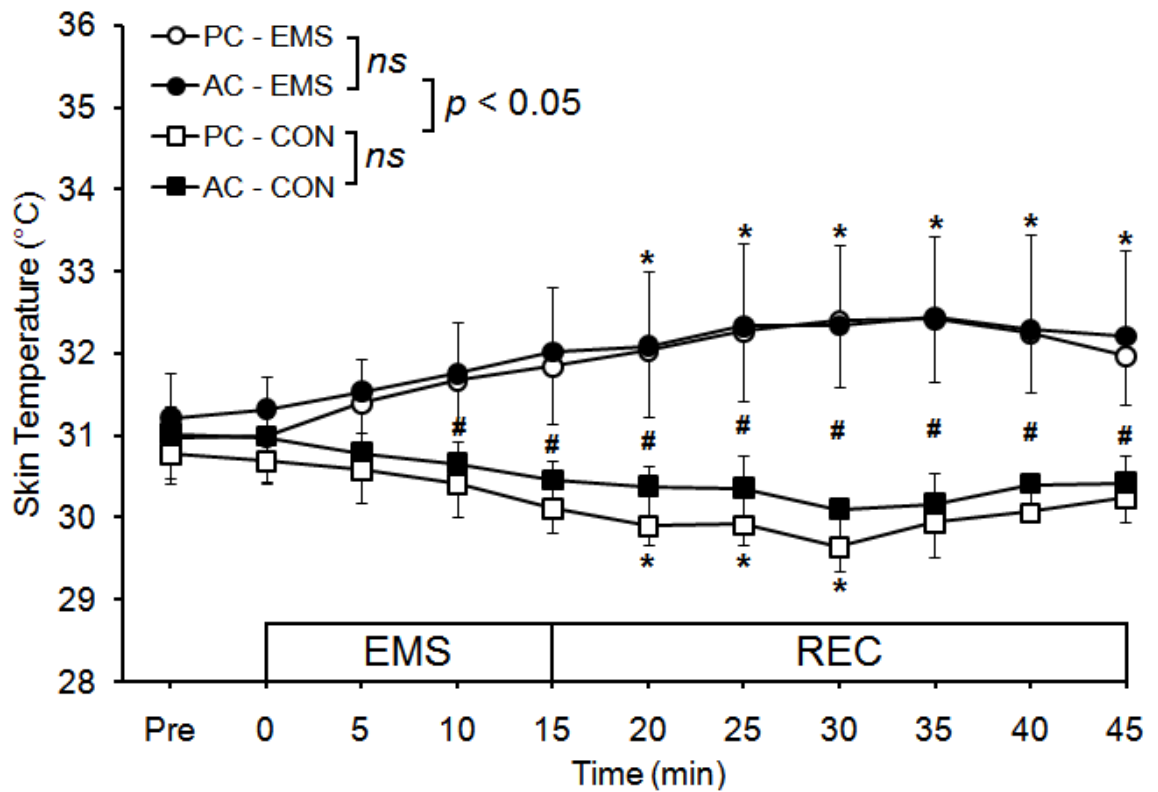 36
35
34
33
32
31
30
29
28
Skin Temperature (°C)
PC - EMS
AC - EMS
PC - CON
AC - CON
ns
p < 0.05
ns
* * * * * *
# # # # # # # #
* * *
EMS REC
Pre 0 5 10 15 20 25 30 35 40 45
Time (min)